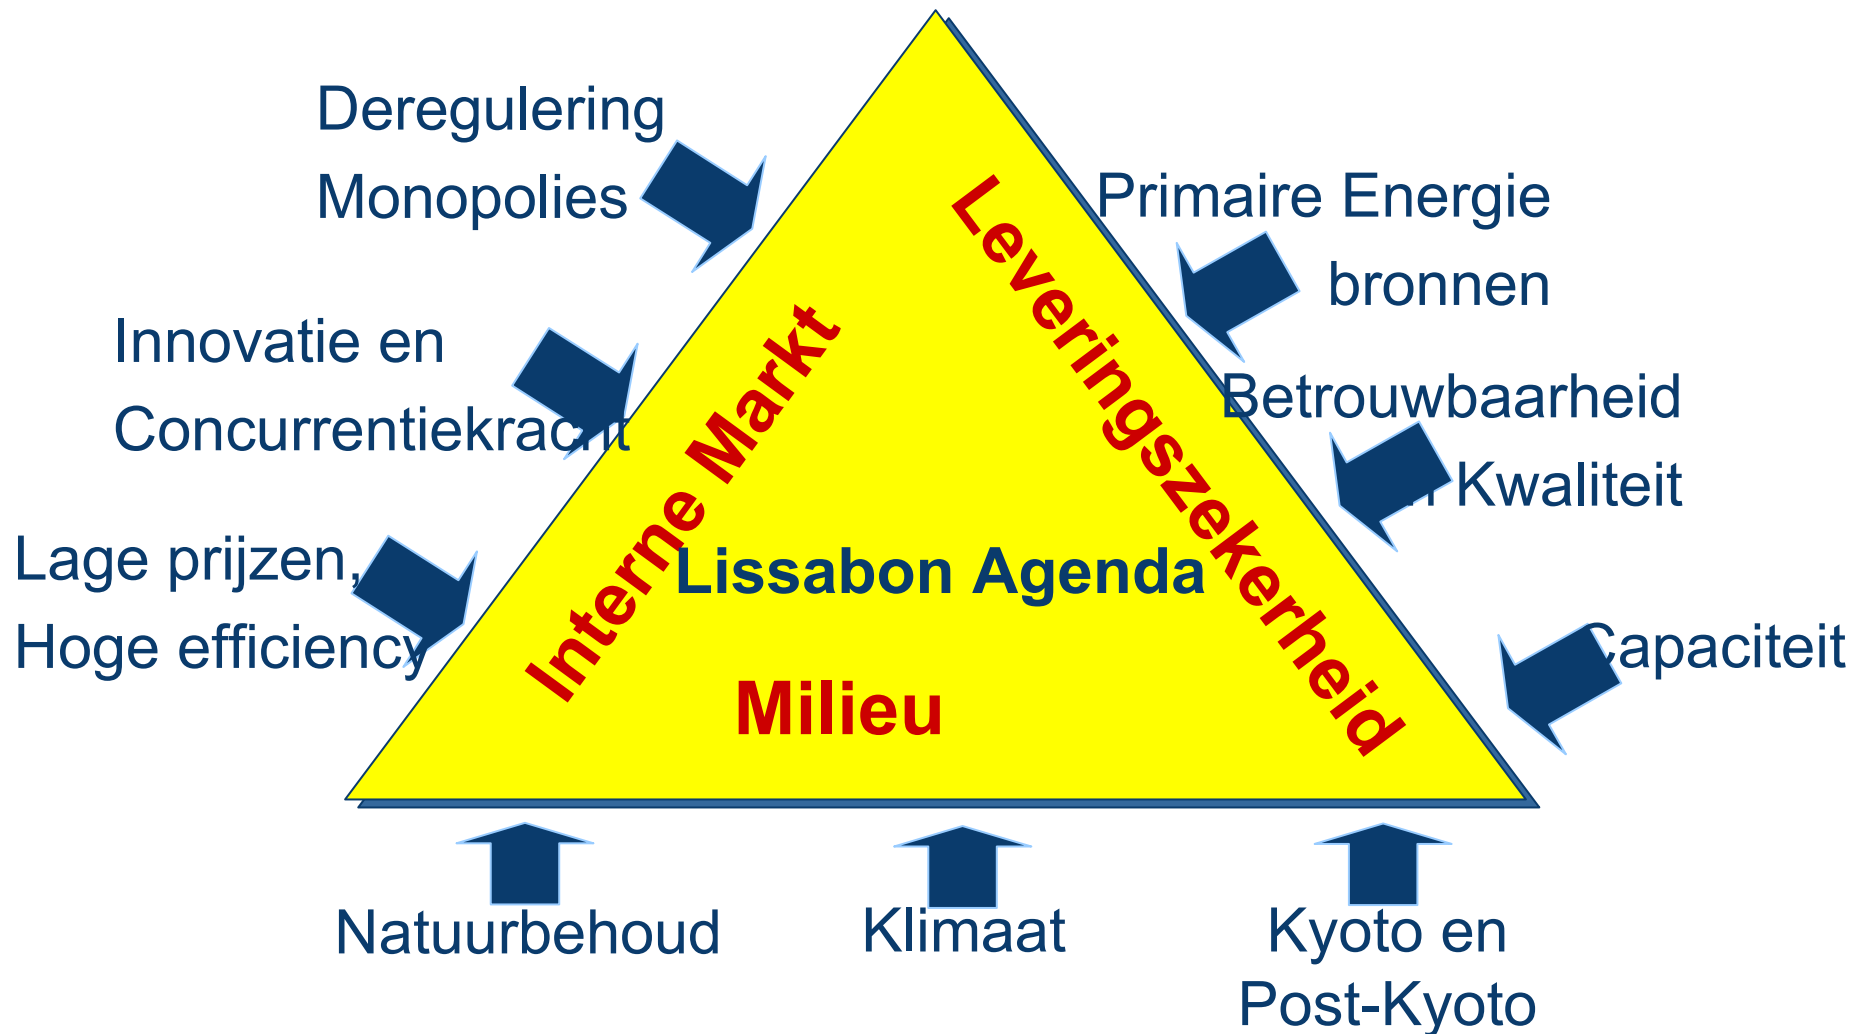 Deregulering
Monopolies
Innovatie en
Concurrentiekracht
Lage prijzen,
Hoge efficiency
Interne Markt
Leveringszekerheid
Lissabon Agenda
Milieu
Primaire Energie
bronnen
Betrouwbaarheid
Kwaliteit
Capaciteit
Natuurbehoud
Klimaat
Kyoto en
Post-Kyoto